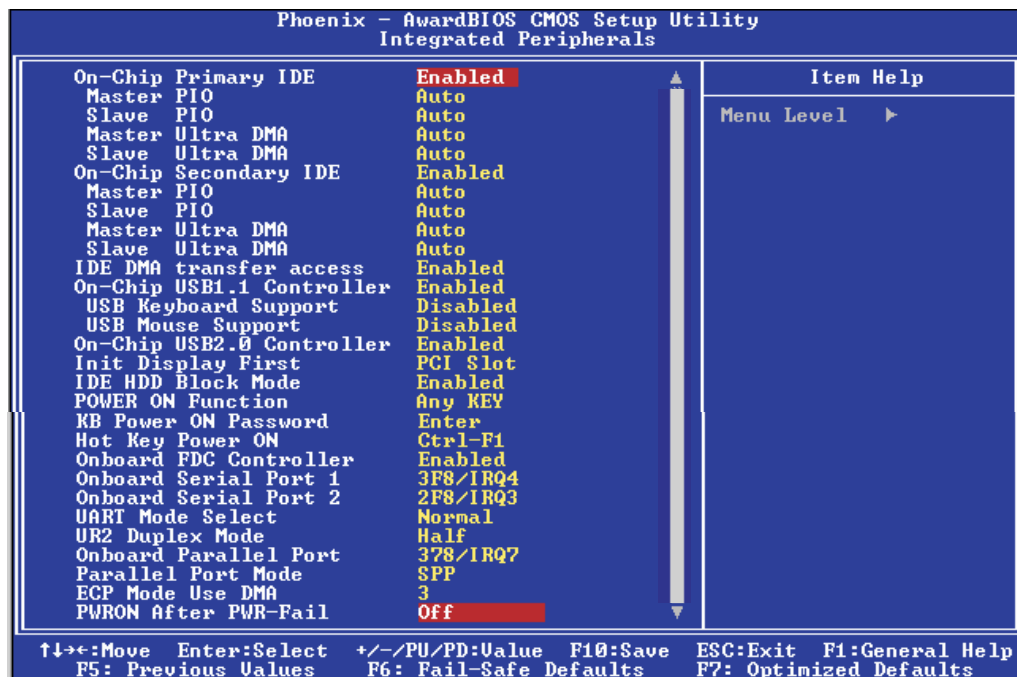 Phoenix - AwardBIOS CMOS Setup Utility
Integrated Peripherals
On-Chip Primary IDE Enabled
Master PIO Auto
Slave PIO Auto
Master Ultra DMA Auto
Slave Ultra DMA Auto
On-Chip Secondary IDE Enabled
Master PIO Auto
Slave PIO Auto
Master Ultra DMA Auto
Slave Ultra DMA Auto
IDE DMA transfer access Enabled
On-Chip USB1.1 Controller Enabled
USB Keyboard Support Disabled
USB Mouse Support Disabled
On-Chip USB2.0 Controller Enabled
Init Display First PCI Slot
IDE HDD Block Mode Enabled
POWER ON Function Any KEY
KB Power ON Password Enter
Hot Key Power ON Ctrl-F1
Onboard FDC Controller Enabled
Onboard Serial Port 1 3F8/IRQ4
Onboard Serial Port 2 2F8/IRQ3
UART Mode Select Normal
UR2 Duplex Mode Half
Onboard Parallel Port 378/IRQ7
Parallel Port Mode SPP
ECP Mode Use DMA 3
PWRON After PWR-Fail Off
Item Help
Menu Level ►
↑↓→←:Move Enter:Select +/-/PU/PD:Value F10:Save ESC:Exit F1:General Help
F5: Previous Values F6: Fail-Safe Defaults F7: Optimized Defaults